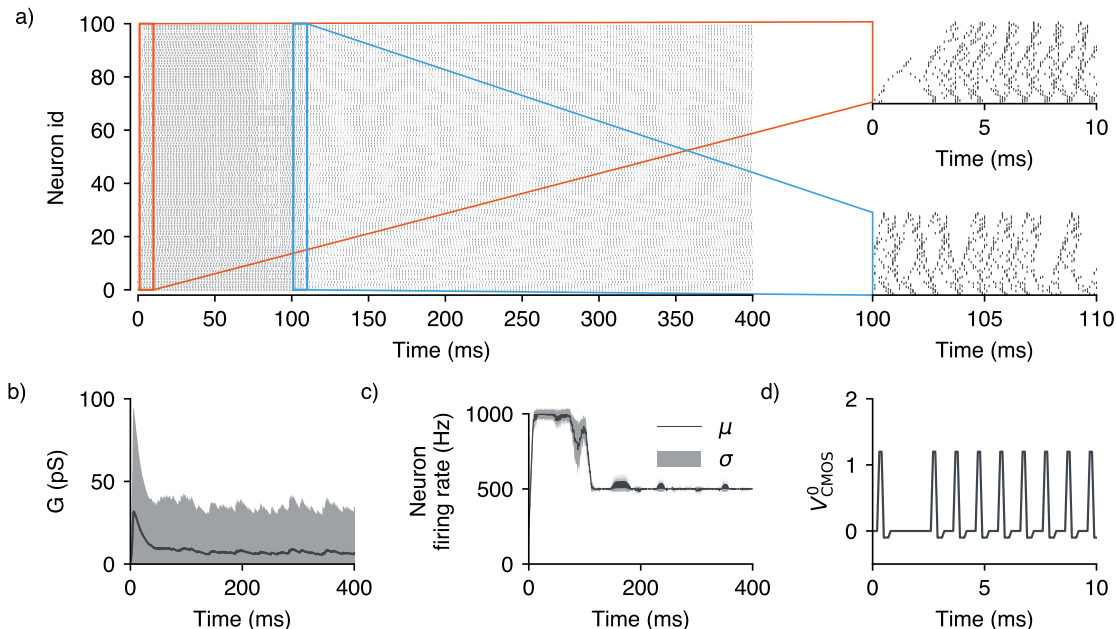 a)
100
80
60
40
20
0
Neuron id
0 50 100 150 200 250 300 350 400
Time (ms)
0 5 10
Time (ms)
100 105 110
Time (ms)
b)
100
50
0
G (pS)
0 200 400
Time (ms)
c)
1000
500
0
Neuron
firing rate (Hz)
μ
σ
0 200 400
Time (ms)
d)
2
1
0
V⁰CMOS
0 5 10
Time (ms)